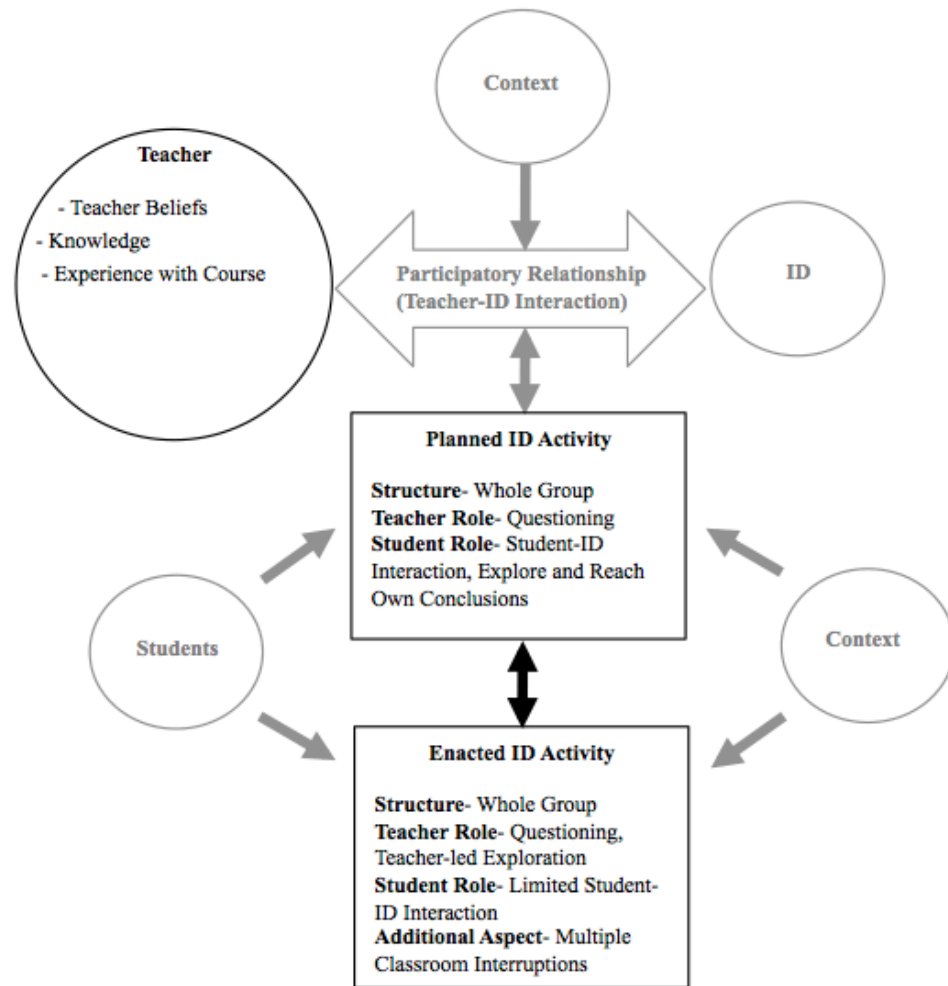 Context
Teacher
- Teacher Beliefs
- Knowledge
- Experience with Course
Participatory Relationship
(Teacher-ID Interaction)
ID
Planned ID Activity
Structure- Whole Group
Teacher Role- Questioning
Student Role- Student-ID
Interaction, Explore and Reach
Own Conclusions
Students
Context
Enacted ID Activity
Structure- Whole Group
Teacher Role- Questioning,
Teacher-led Exploration
Student Role- Limited Student-
ID Interaction
Additional Aspect- Multiple
Classroom Interruptions